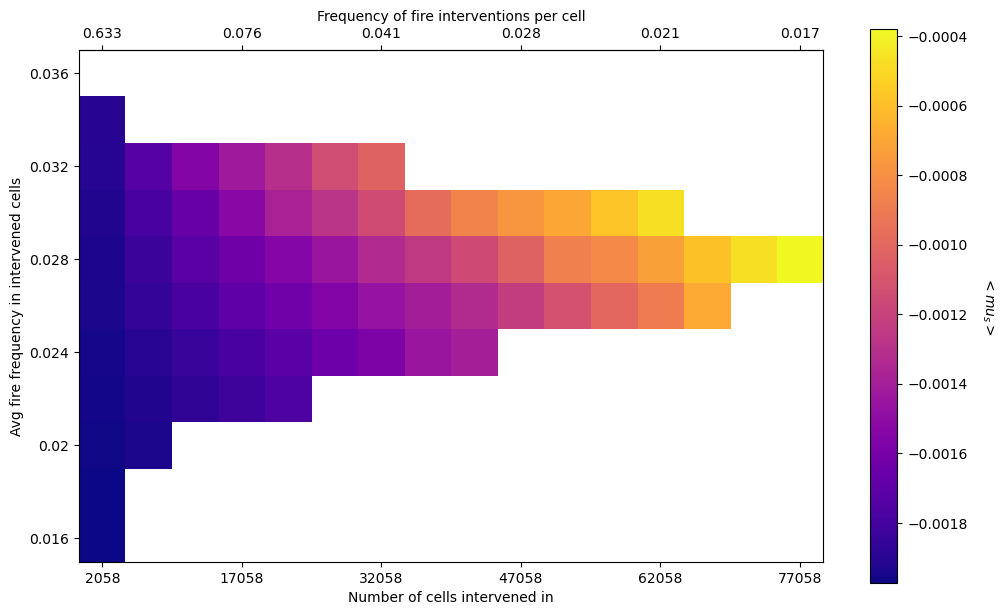 Frequency of fire interventions per cell
0.633 0.076 0.041 0.028 0.021 0.017
Avg fire frequency in intervened cells
0.036
0.032
0.028
0.024
0.02
0.016
2058 17058 32058 47058 62058 77058
Number of cells intervened in
−0.0004
−0.0006
−0.0008
−0.0010
−0.0012
−0.0014
−0.0016
−0.0018
< mu_s >